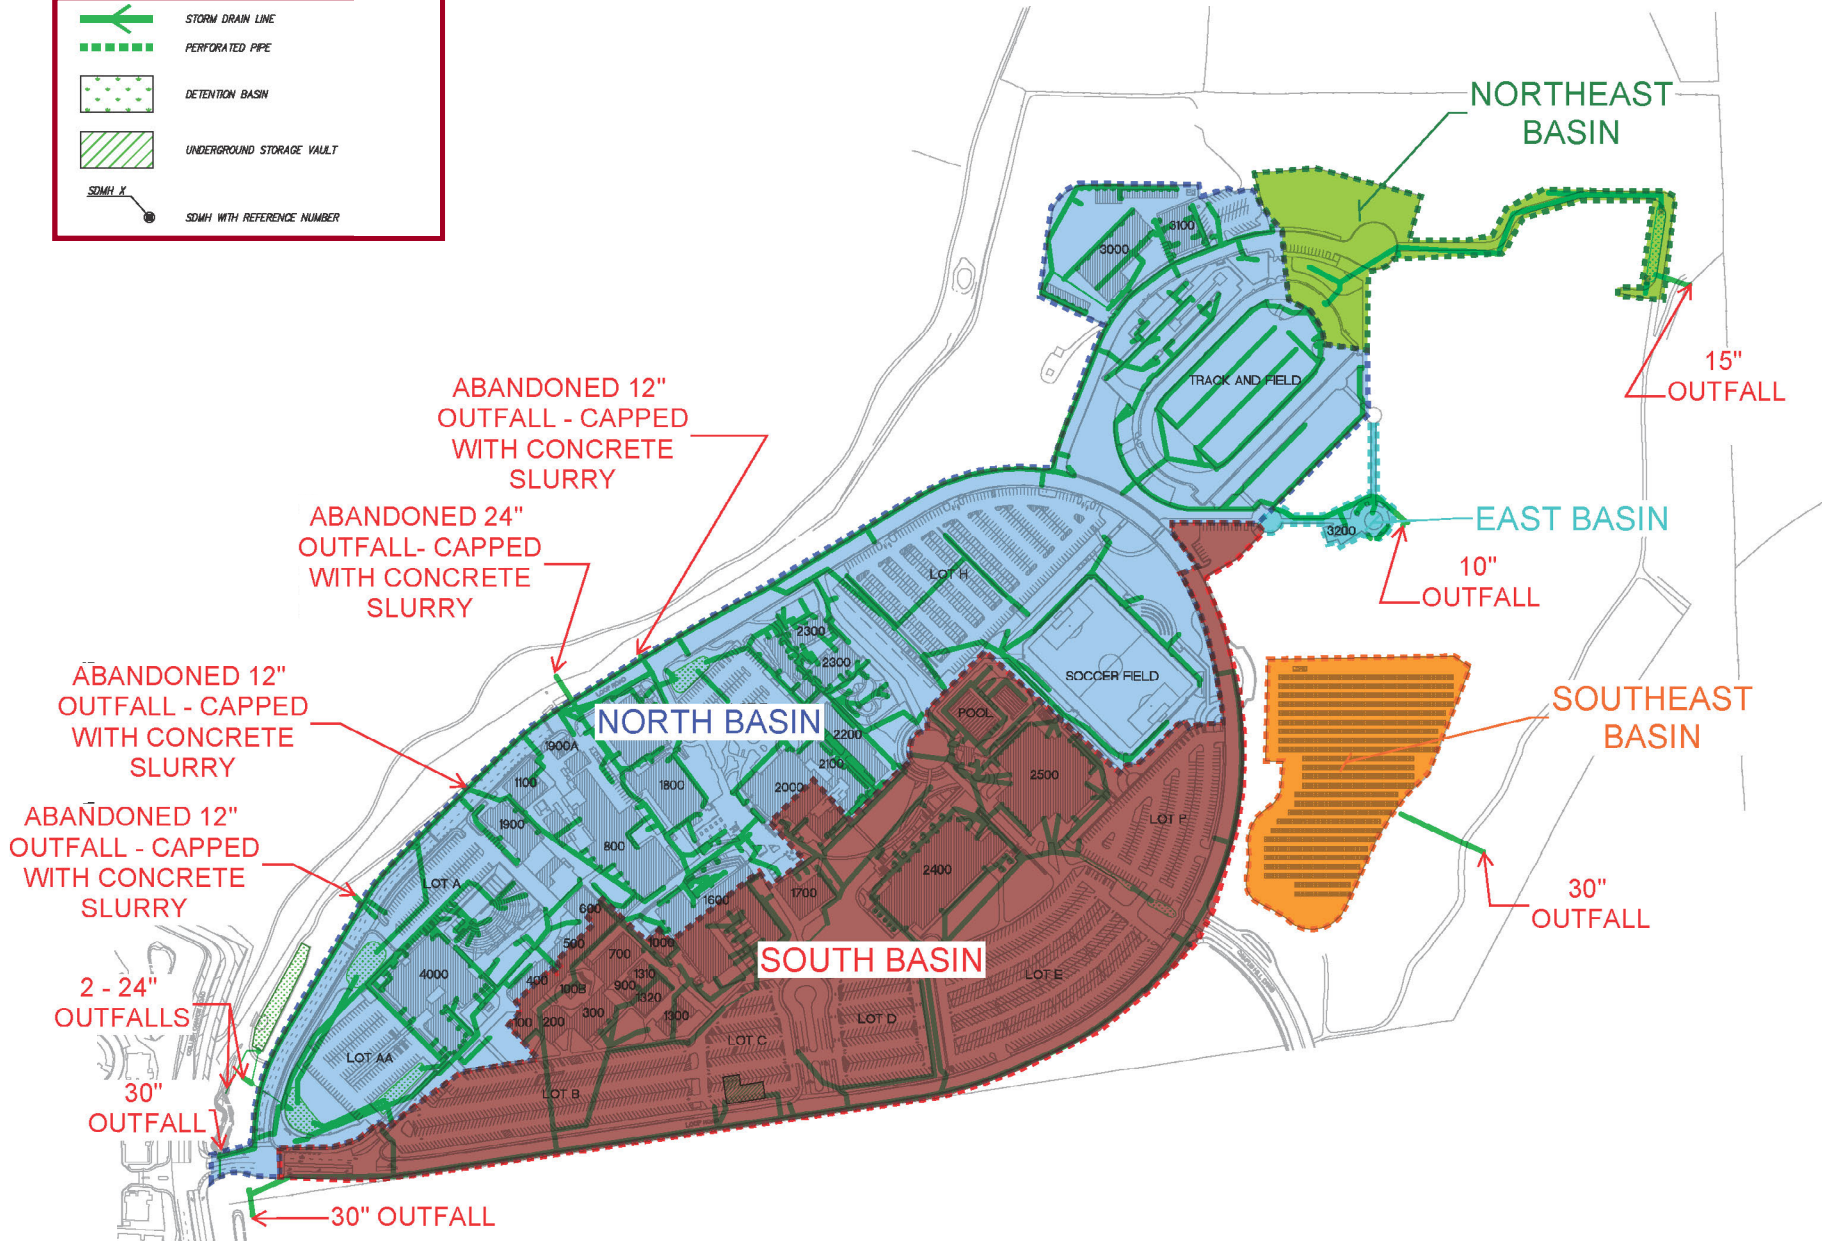 STORM DRAIN LINE
PERFORATED PIPE
DETENTION BASIN
UNDERGROUND STORAGE VAULT
SDMH X
SDMH WITH REFERENCE NUMBER
NORTHEAST
BASIN
3100
3000
15"
OUTFALL
TRACK AND FIELD
ABANDONED 12"
OUTFALL - CAPPED
WITH CONCRETE
SLURRY
ABANDONED 24"
OUTFALL- CAPPED
WITH CONCRETE
SLURRY
EAST BASIN
3200
10"
OUTFALL
LOT H
2300
2300
SOCCER FIELD
ABANDONED 12"
OUTFALL - CAPPED
WITH CONCRETE
SLURRY
LOOP ROAD
NORTH BASIN
POOL
SOUTHEAST
BASIN
2200
1900A
2100
1100
1800
2000
2500
1900
LOT F
800
ABANDONED 12"
OUTFALL - CAPPED
WITH CONCRETE
SLURRY
2400
LOT A
1700
1600
600
30"
OUTFALL
500
1000
700
SOUTH BASIN
4000
400
1310
LOT E
900
100B
1320
2 - 24"
OUTFALLS
300
1300
100
200
LOT D
LOT C
LOT AA
LOT B
30"
OUTFALL
LOOP
30" OUTFALL